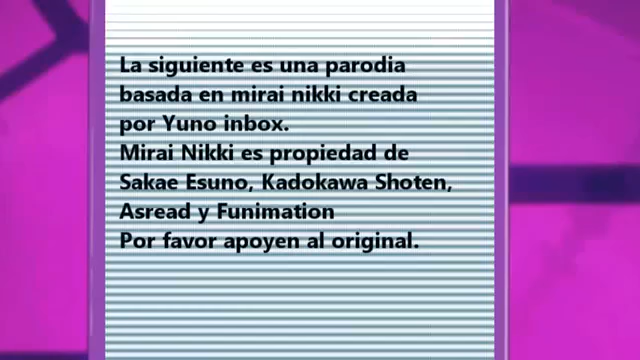 La siguiente es una parodia
basada en mirai nikki creada
por Yuno inbox.
Mirai Nikki es propiedad de
Sakae Esuno, Kadokawa Shoten,
Asread y Funimation
Por favor apoyen al original.